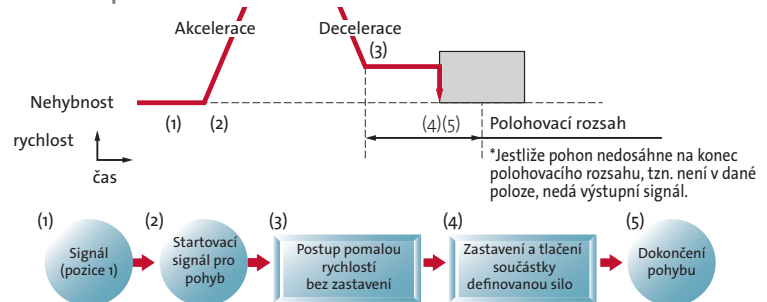 Akcelerace
Decelerace
(3)
Nehybnost
(1)
(2)
(4)(5)
Polohovací rozsah
rychlost
čas
*Jestliže pohon nedosáhne na konec
polohovacího rozsahu, tzn. není v dané
poloze, nedá výstupní signál.
(1)
Signál
(pozice 1)
(2)
Startovací
signál pro
pohyb
(3)
Postup pomalou
rychlostí
bez zastavení
(4)
Zastavení a tlačení
součástky
definovanou silo
(5)
Dokončení
pohybu